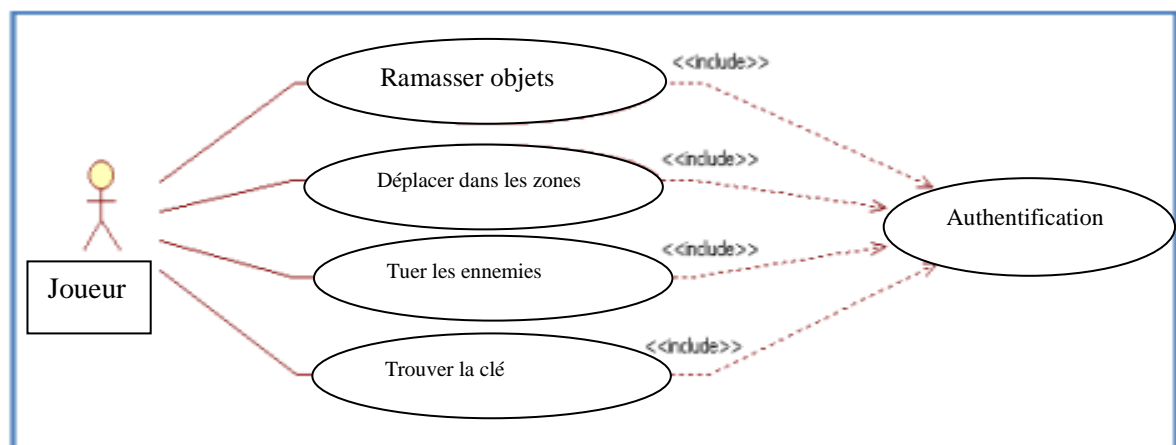 Ramasser objets
<<include>>
Déplacer dans les zones
<<include>>
Authentification
Tuer les ennemies
<<include>>
Joueur
Trouver la clé
<<include>>